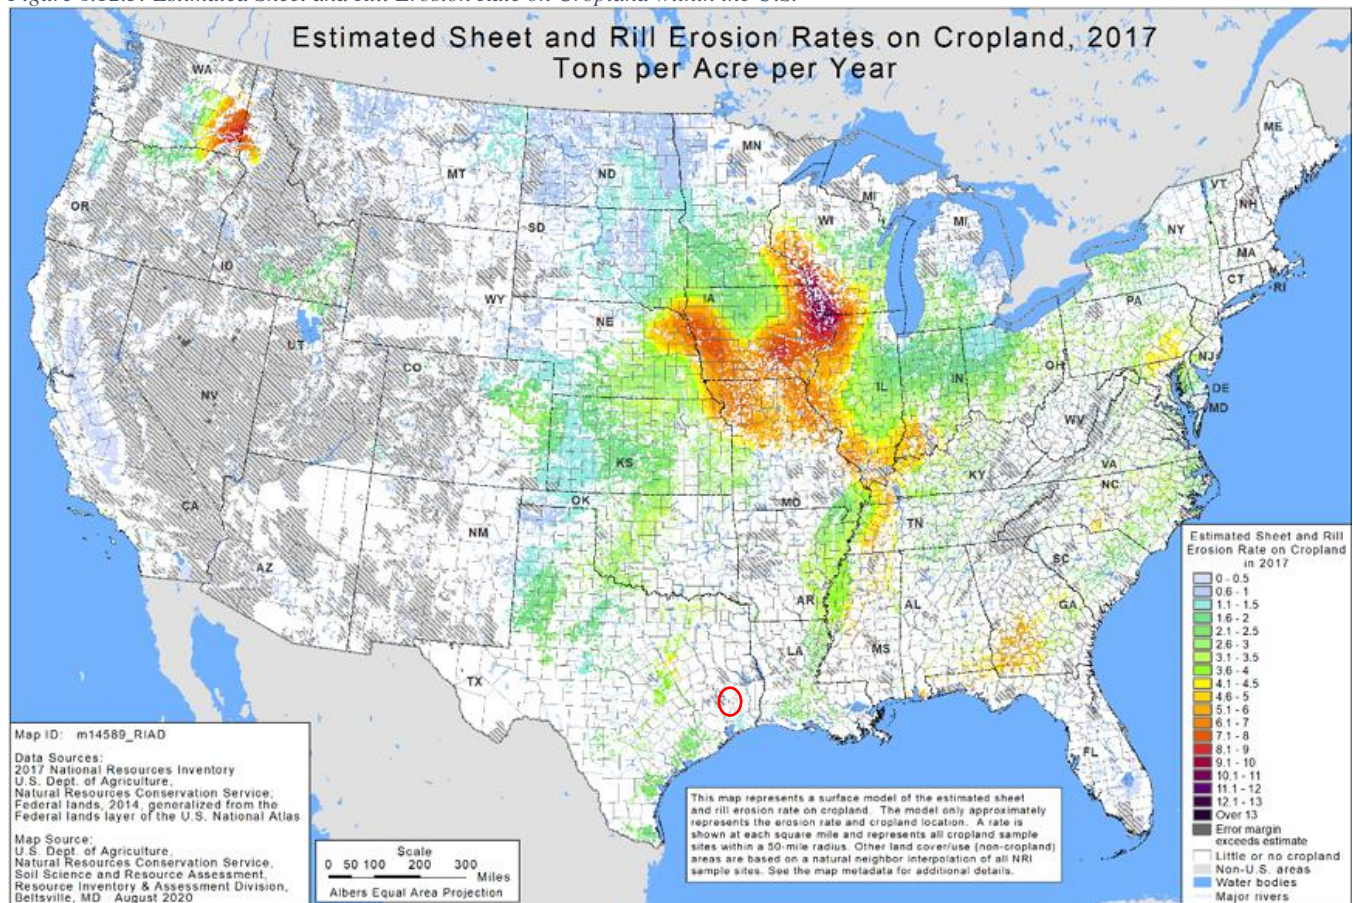 Figure 6.32.3. Estimated Sheet and Rill Erosion Rate on Cropland within the U.S.
Estimated Sheet and Rill Erosion Rates on Cropland, 2017
Tons per Acre per Year
WA
MT
ND
MN
ME
OR
ID
SD
WI
MI
MI
VT
NH
NY
MA
CT
RI
WY
NE
IA
PA
NJ
UT
CO
NV
IL
IN
OH
DE
MD
WV
KS
KY
VA
CA
OK
MO
NC
NM
TN
AZ
SC
AR
AL
GA
TX
LA
MS
FL
Estimated Sheet and Rill
Erosion Rate on Cropland
in 2017
0 - 0.5
0.6 - 1
1.1 - 1.5
1.6 - 2
2.1 - 2.5
2.6 - 3
3.1 - 3.5
3.6 - 4
4.1 - 4.5
4.6 - 5
5.1 - 6
6.1 - 7
7.1 - 8
8.1 - 9
9.1 - 10
10.1 - 11
11.1 - 12
12.1 - 13
Over 13
Error margin
exceeds estimate
Little or no cropland
Non-U.S. areas
Water bodies
Major rivers
Map ID: m14589_RIAD
Data Sources:
2017 National Resources Inventory
U.S. Dept. of Agriculture,
Natural Resources Conservation Service;
Federal lands, 2014, generalized from the
Federal lands layer of the U.S. National Atlas
Map Source:
U.S. Dept. of Agriculture,
Natural Resources Conservation Service,
Soil Science and Resource Assessment,
Resource Inventory & Assessment Division,
Beltsville, MD August 2020
Scale
0 50 100 200 300
Miles
Albers Equal Area Projection
This map represents a surface model of the estimated sheet
and rill erosion rate on cropland. The model only approximately
represents the erosion rate and cropland location. A rate is
shown at each square mile and represents all cropland sample
sites within a 50-mile radius. Other land cover/use (non-cropland)
areas are based on a natural neighbor interpolation of all NRI
sample sites. See the map metadata for additional details.